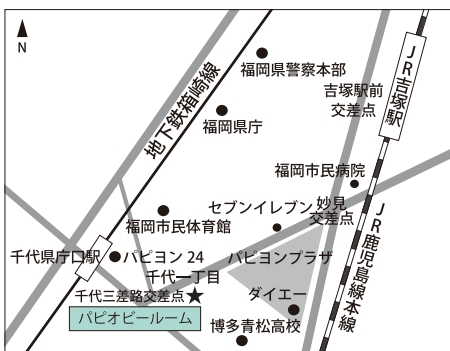 N
福岡県警察本部
JR吉塚駅
吉塚駅前
交差点
地下鉄箱崎線
福岡県庁
福岡市民病院
セブンイレブン
妙見
交差点
福岡市民体育館
JR鹿児島線本線
千代県庁口駅
パピヨン24
パピヨンプラザ
千代一丁目
千代三差路交差点★
ダイエー
パピオビールーム
博多青松高校